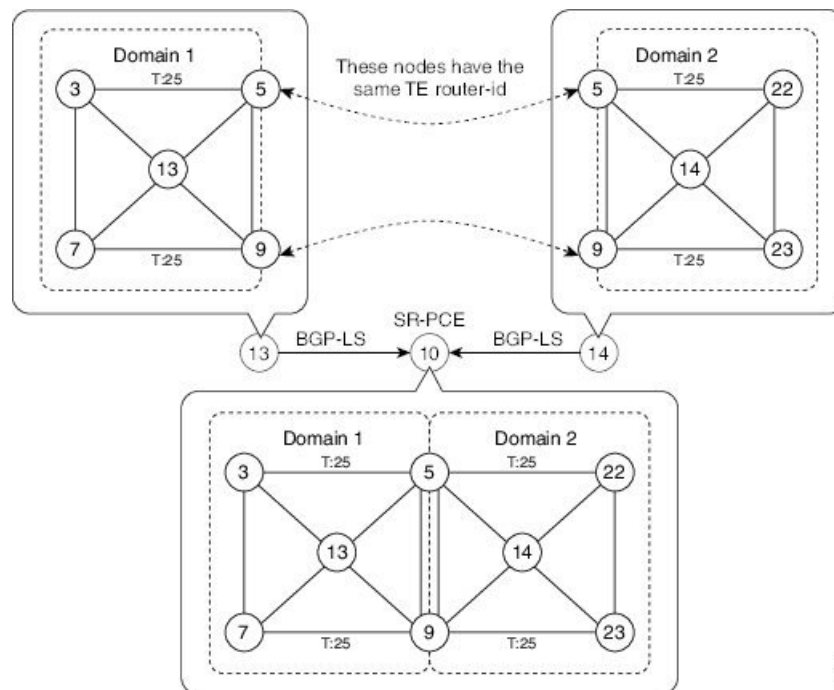 Domain 1
T:25
3
5
13
7
9
T:25
These nodes have the
same TE router-id
Domain 2
T:25
5
22
14
9
23
T:25
SR-PCE
13
BGP-LS
10
BGP-LS
14
Domain 1
Domain 2
T:25
T:25
3
5
22
13
14
7
9
23
T:25
T:25